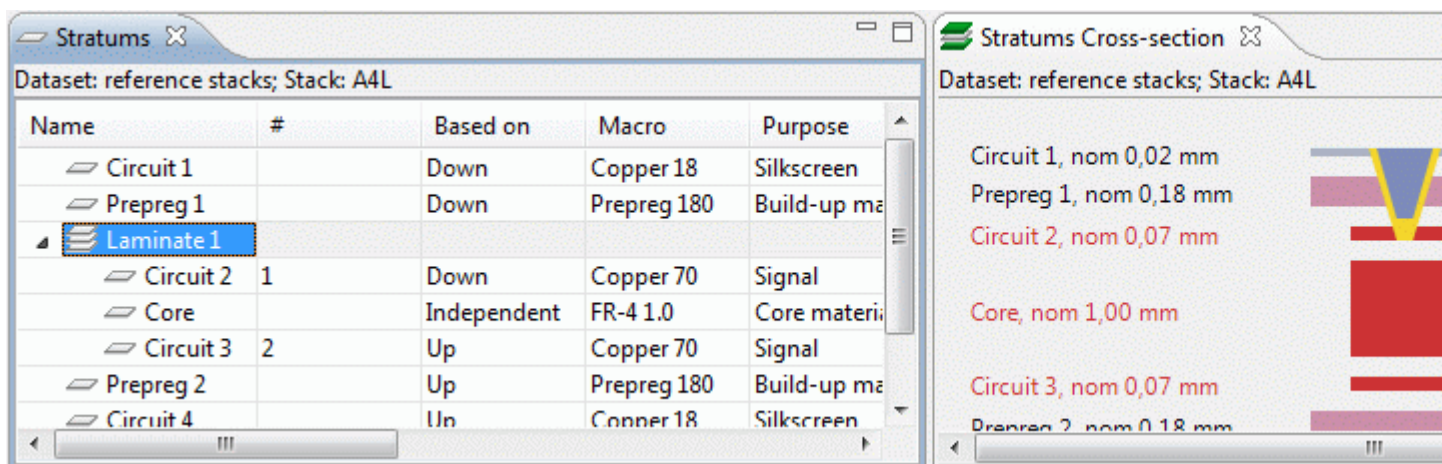 Stratums
Dataset: reference stacks; Stack: A4L
Name # Based on Macro Purpose
Circuit 1 Down Copper 18 Silkscreen
Prepreg 1 Down Prepreg 180 Build-up ma
Laminate 1
Circuit 2 1 Down Copper 70 Signal
Core Independent FR-4 1.0 Core materi
Circuit 3 2 Up Copper 70 Signal
Prepreg 2 Up Prepreg 180 Build-up ma
Circuit 4 Up Copper 18 Silkscreen
Stratums Cross-section
Dataset: reference stacks; Stack: A4L
Circuit 1, nom 0,02 mm
Prepreg 1, nom 0,18 mm
Circuit 2, nom 0,07 mm
Core, nom 1,00 mm
Circuit 3, nom 0,07 mm
Prepreg 2, nom 0,18 mm